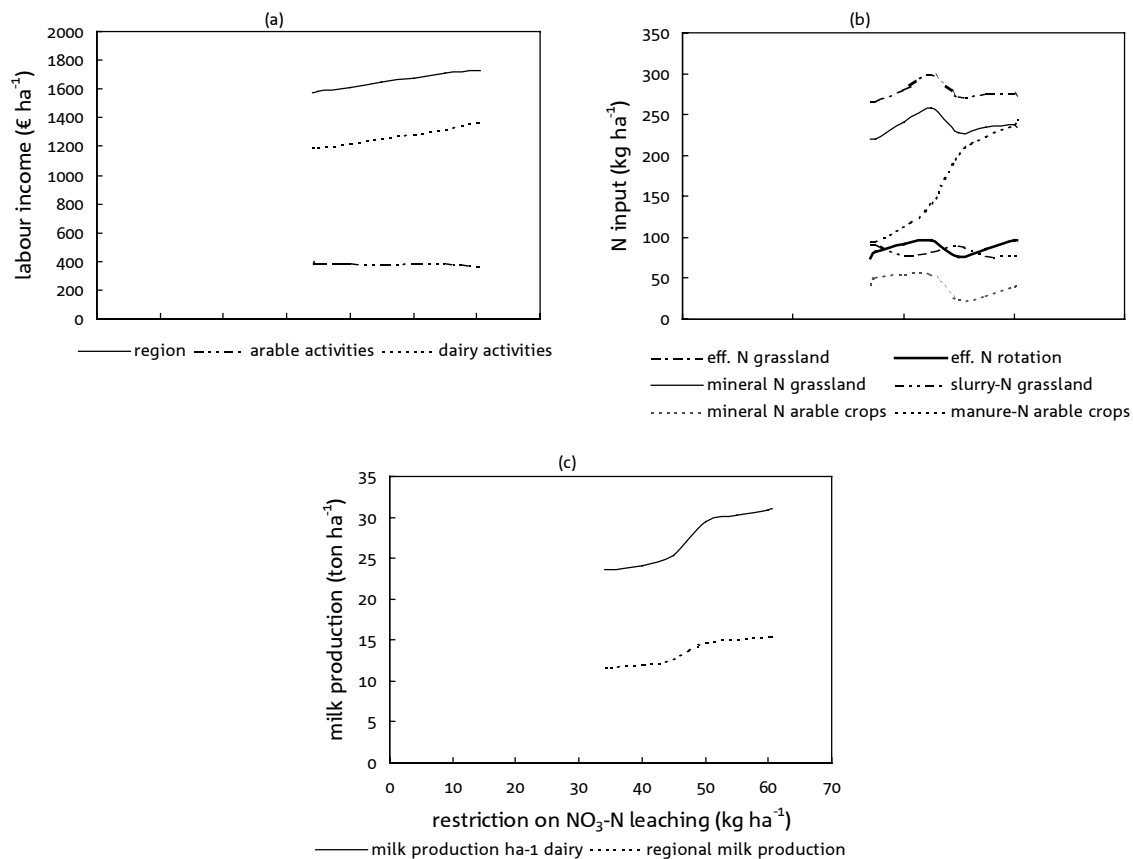 (a)
labour income (€ ha⁻¹)
2000
1800
1600
1400
1200
1000
800
600
400
200
0
region arable activities dairy activities
(b)
N input (kg ha⁻¹)
350
300
250
200
150
100
50
0
eff. N grassland eff. N rotation
mineral N grassland slurry-N grassland
mineral N arable crops manure-N arable crops
(c)
milk production (ton ha⁻¹)
35
30
25
20
15
10
5
0
0 10 20 30 40 50 60 70
restriction on NO₃-N leaching (kg ha⁻¹)
milk production ha-1 dairy regional milk production